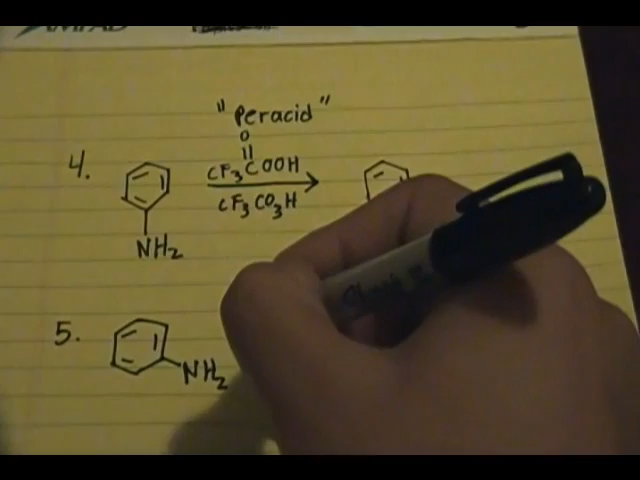 "Peracid"
4.
O
CF3COOH
CF3CO3H
NH2
5.
NH2